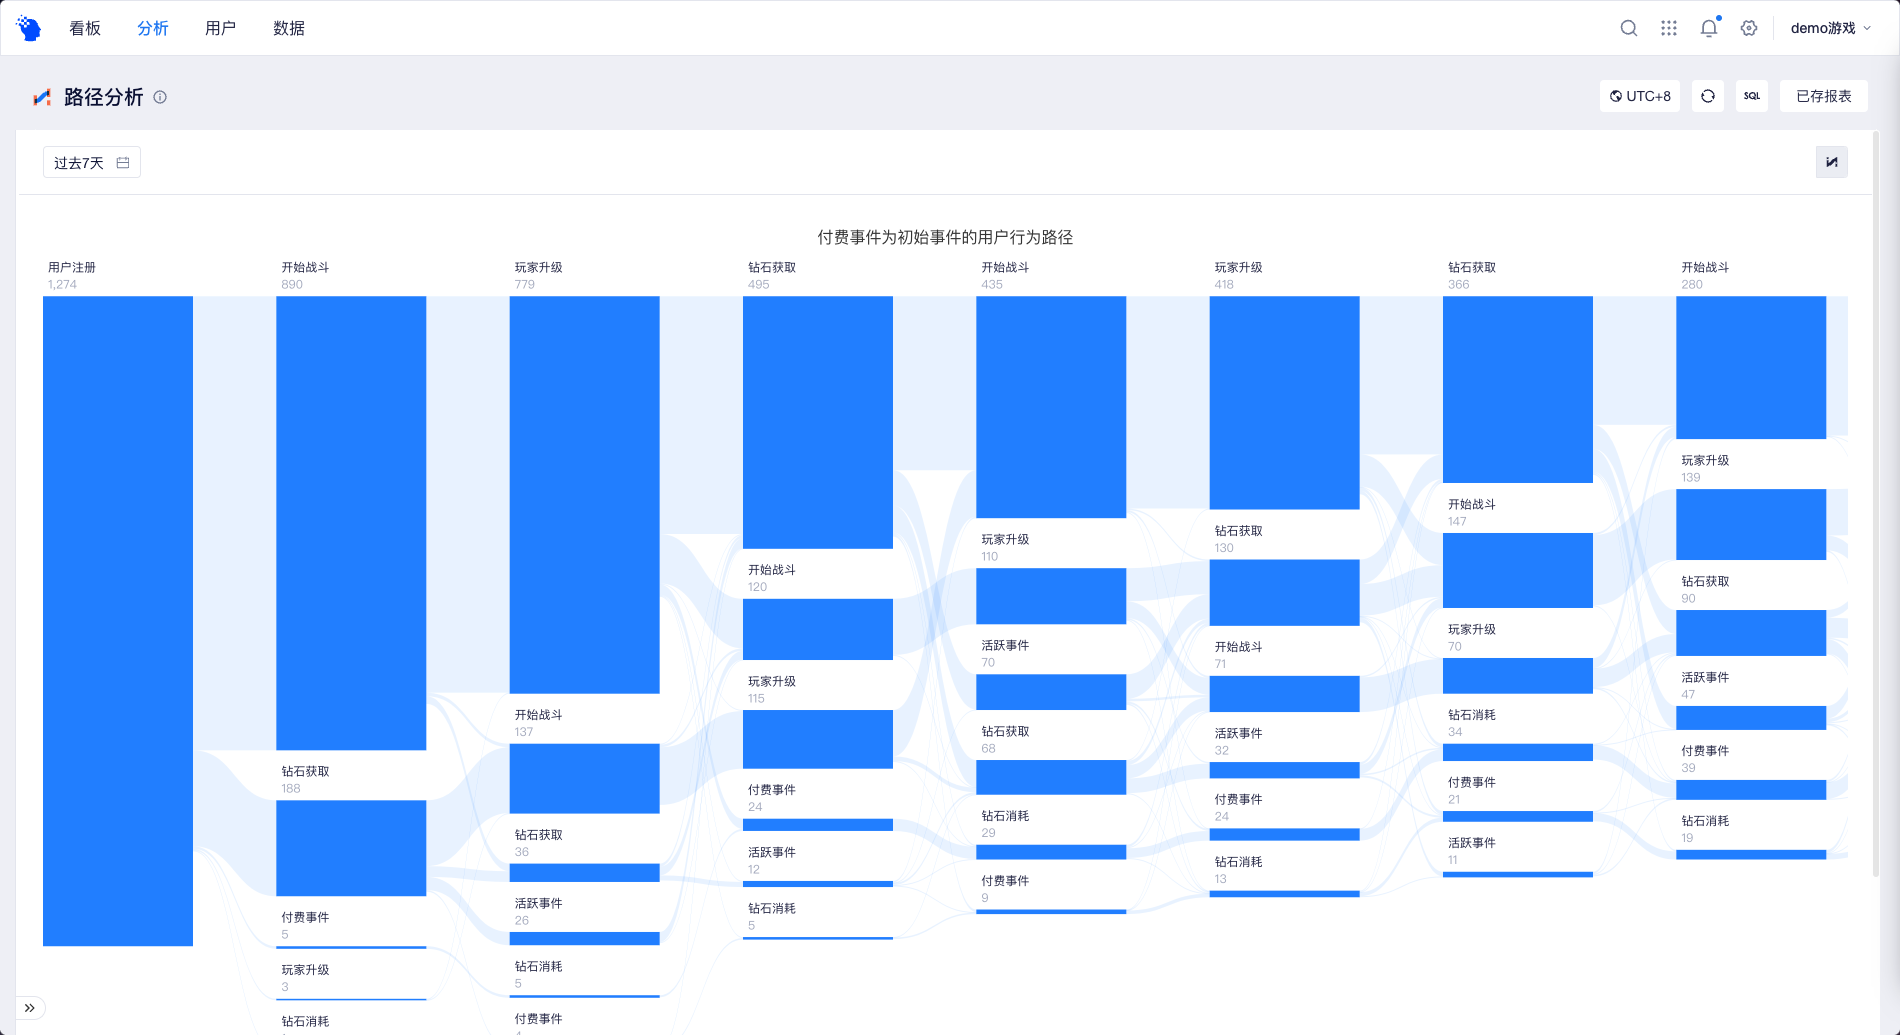 看板
分析
用户
数据
demo游戏
路径分析
UTC+8
SQL
已存报表
过去7天
付费事件为初始事件的用户行为路径
用户注册
1,274
开始战斗
890
钻石获取
188
付费事件
5
玩家升级
3
钻石消耗
玩家升级
779
开始战斗
137
钻石获取
36
活跃事件
26
钻石消耗
5
付费事件
钻石获取
495
开始战斗
120
玩家升级
115
付费事件
24
活跃事件
12
钻石消耗
5
开始战斗
435
玩家升级
110
活跃事件
70
钻石获取
68
钻石消耗
29
付费事件
9
玩家升级
418
钻石获取
130
开始战斗
71
活跃事件
32
付费事件
24
钻石消耗
13
钻石获取
366
开始战斗
147
玩家升级
70
钻石消耗
34
付费事件
21
活跃事件
11
开始战斗
280
玩家升级
139
钻石获取
90
活跃事件
47
付费事件
39
钻石消耗
19